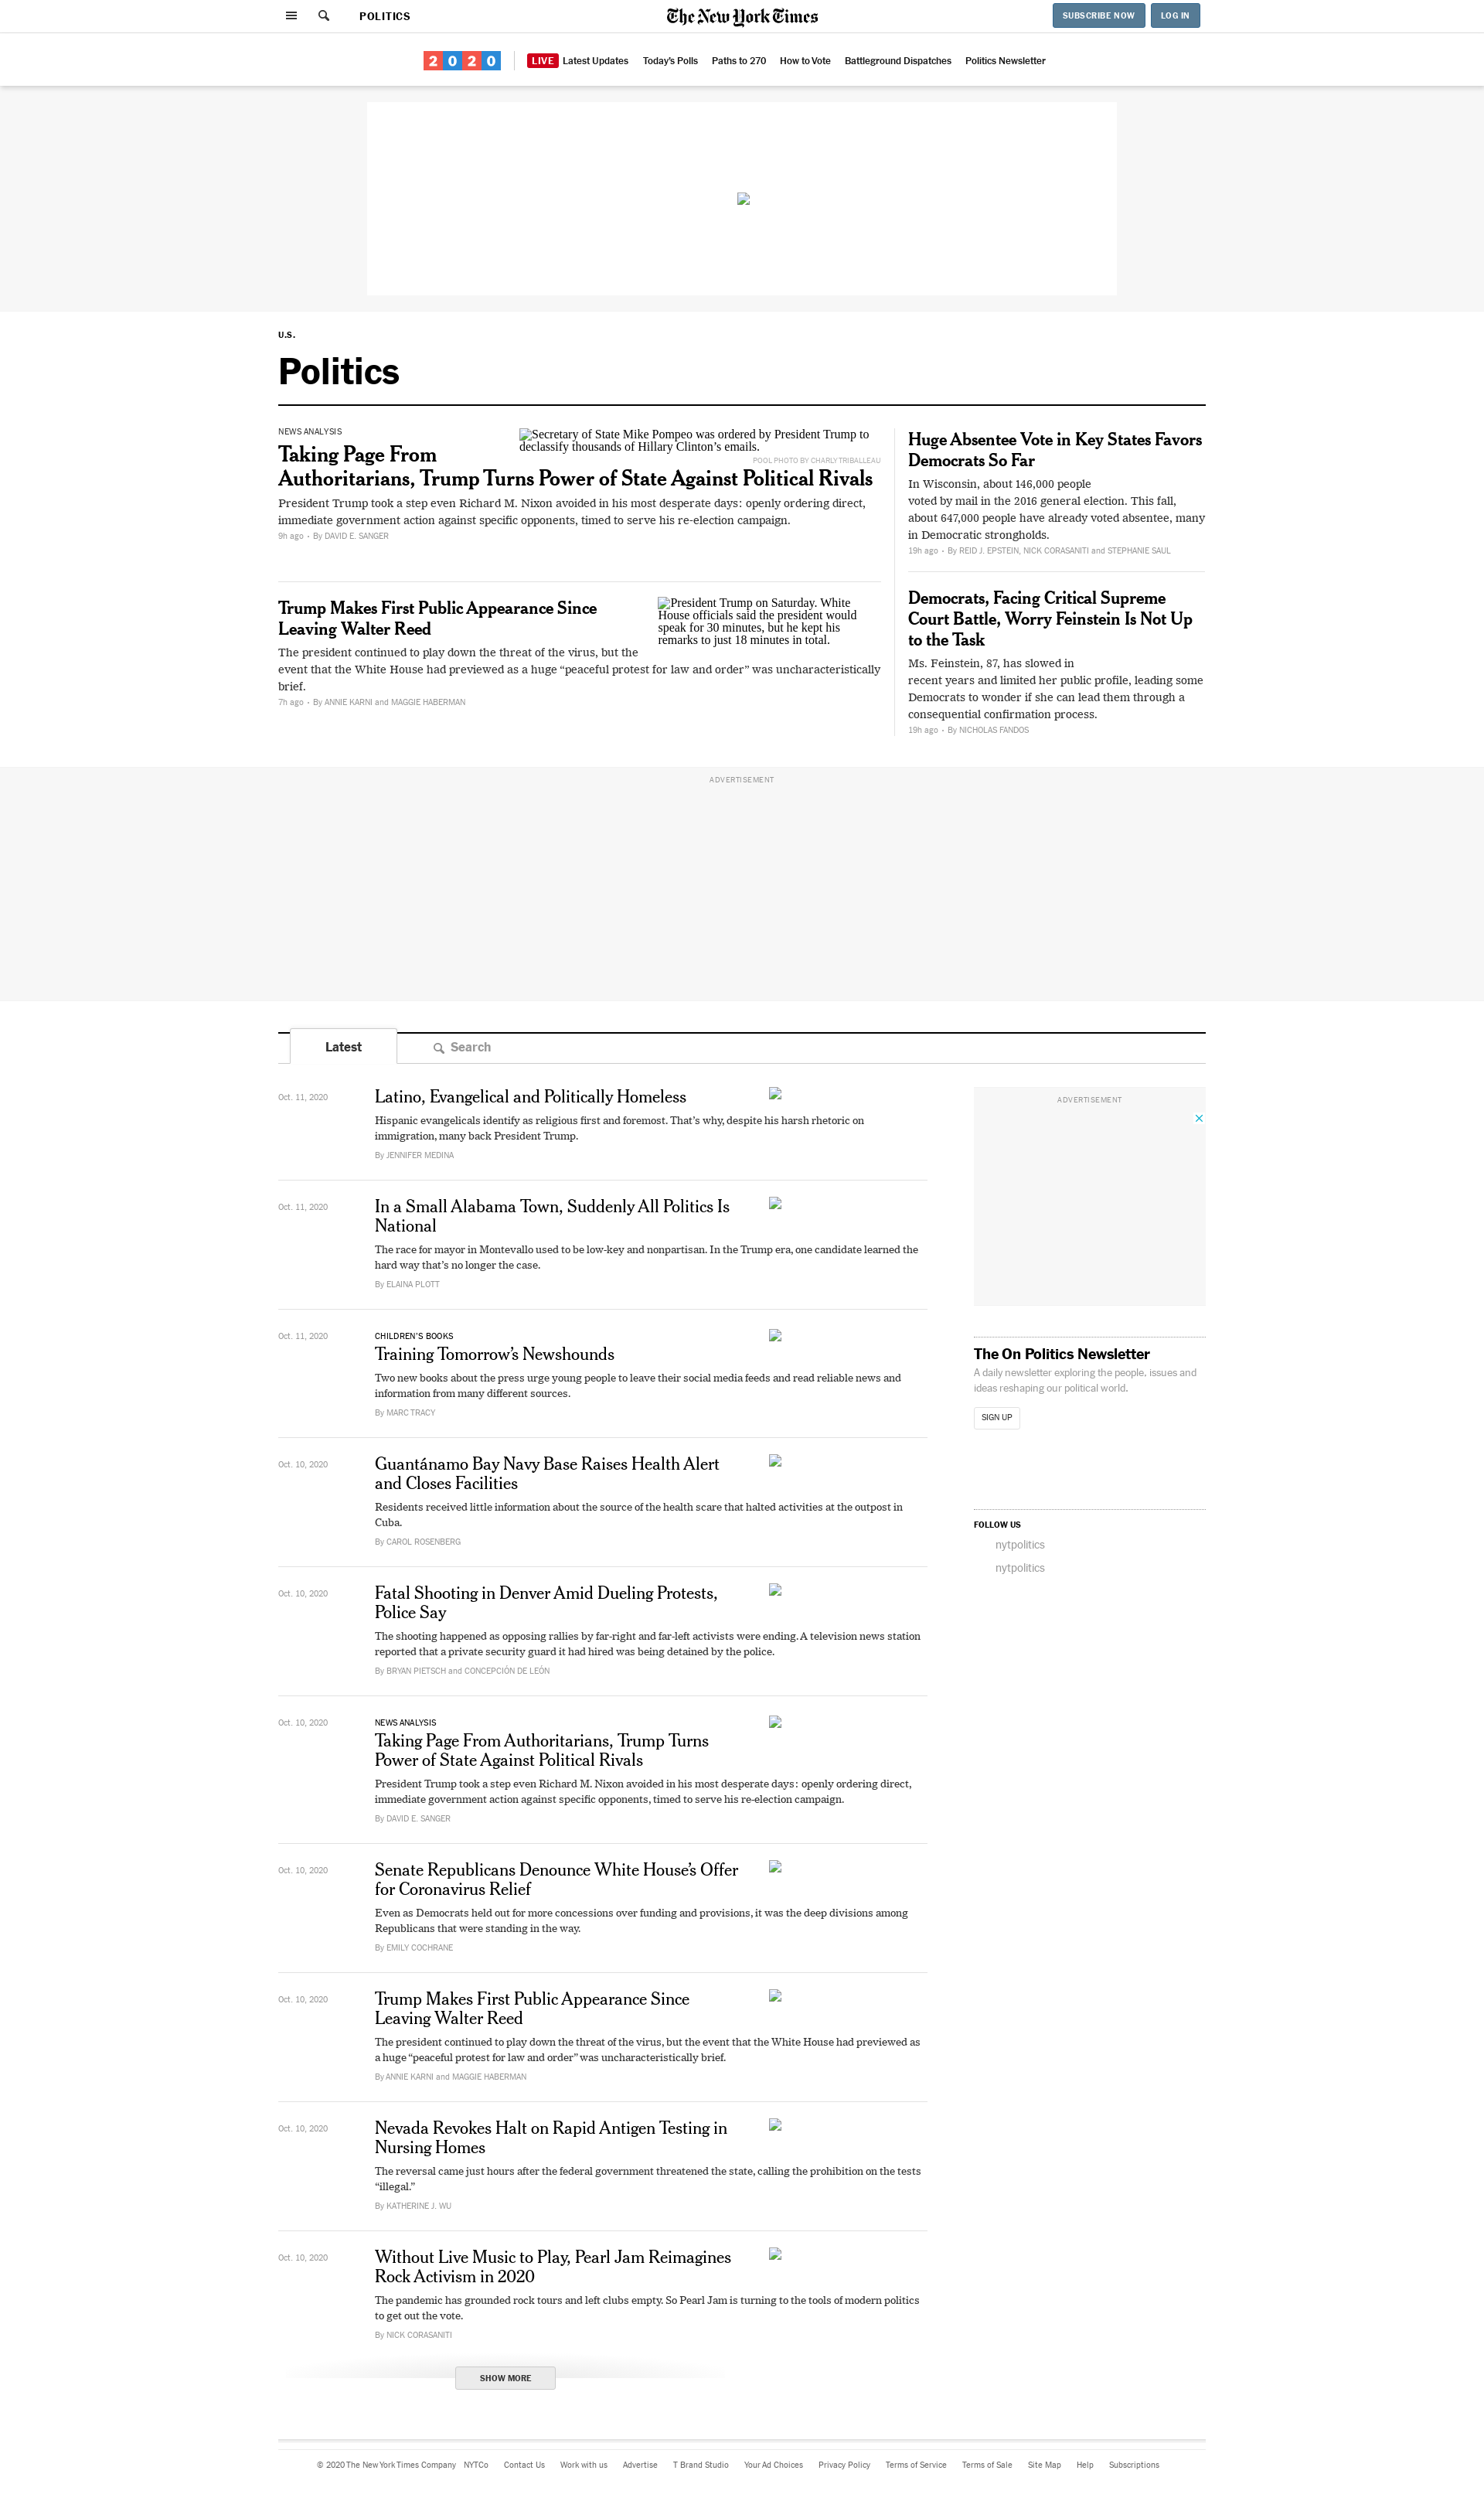 POLITICS
The New York Times
SUBSCRIBE NOW
LOG IN
2020
LIVE Latest Updates
Today's Polls
Paths to 270
How to Vote
Battleground Dispatches
Politics Newsletter
U.S.
Politics
NEWS ANALYSIS
Taking Page From
Authoritarians, Trump Turns Power of State Against Political Rivals
Secretary of State Mike Pompeo was ordered by President Trump to
declassify thousands of Hillary Clinton's emails.
POOL PHOTO BY CHARLY TRIBALLEAU
President Trump took a step even Richard M. Nixon avoided in his most desperate days: openly ordering direct,
immediate government action against specific opponents, timed to serve his re-election campaign.
9h ago • By DAVID E. SANGER
Trump Makes First Public Appearance Since
Leaving Walter Reed
President Trump on Saturday. White
House officials said the president would
speak for 30 minutes, but he kept his
remarks to just 18 minutes in total.
The president continued to play down the threat of the virus, but the
event that the White House had previewed as a huge “peaceful protest for law and order” was uncharacteristically
brief.
7h ago • By ANNIE KARNI and MAGGIE HABERMAN
Huge Absentee Vote in Key States Favors
Democrats So Far
In Wisconsin, about 146,000 people
voted by mail in the 2016 general election. This fall,
about 647,000 people have already voted absentee, many
in Democratic strongholds.
19h ago • By REID J. EPSTEIN, NICK CORASANITI and STEPHANIE SAUL
Democrats, Facing Critical Supreme
Court Battle, Worry Feinstein Is Not Up
to the Task
Ms. Feinstein, 87, has slowed in
recent years and limited her public profile, leading some
Democrats to wonder if she can lead them through a
consequential confirmation process.
19h ago • By NICHOLAS FANDOS
ADVERTISEMENT
Latest
Search
Oct. 11, 2020
Latino, Evangelical and Politically Homeless
Hispanic evangelicals identify as religious first and foremost. That’s why, despite his harsh rhetoric on
immigration, many back President Trump.
By JENNIFER MEDINA
Oct. 11, 2020
In a Small Alabama Town, Suddenly All Politics Is
National
The race for mayor in Montevallo used to be low-key and nonpartisan. In the Trump era, one candidate learned the
hard way that’s no longer the case.
By ELAINA PLOTT
Oct. 11, 2020
CHILDREN’S BOOKS
Training Tomorrow’s Newshounds
Two new books about the press urge young people to leave their social media feeds and read reliable news and
information from many different sources.
By MARC TRACY
Oct. 10, 2020
Guantánamo Bay Navy Base Raises Health Alert
and Closes Facilities
Residents received little information about the source of the health scare that halted activities at the outpost in
Cuba.
By CAROL ROSENBERG
Oct. 10, 2020
Fatal Shooting in Denver Amid Dueling Protests,
Police Say
The shooting happened as opposing rallies by far-right and far-left activists were ending. A television news station
reported that a private security guard it had hired was being detained by the police.
By BRYAN PIETSCH and CONCEPCIÓN DE LEÓN
Oct. 10, 2020
NEWS ANALYSIS
Taking Page From Authoritarians, Trump Turns
Power of State Against Political Rivals
President Trump took a step even Richard M. Nixon avoided in his most desperate days: openly ordering direct,
immediate government action against specific opponents, timed to serve his re-election campaign.
By DAVID E. SANGER
Oct. 10, 2020
Senate Republicans Denounce White House’s Offer
for Coronavirus Relief
Even as Democrats held out for more concessions over funding and provisions, it was the deep divisions among
Republicans that were standing in the way.
By EMILY COCHRANE
Oct. 10, 2020
Trump Makes First Public Appearance Since
Leaving Walter Reed
The president continued to play down the threat of the virus, but the event that the White House had previewed as
a huge “peaceful protest for law and order” was uncharacteristically brief.
By ANNIE KARNI and MAGGIE HABERMAN
Oct. 10, 2020
Nevada Revokes Halt on Rapid Antigen Testing in
Nursing Homes
The reversal came just hours after the federal government threatened the state, calling the prohibition on the tests
“illegal.”
By KATHERINE J. WU
Oct. 10, 2020
Without Live Music to Play, Pearl Jam Reimagines
Rock Activism in 2020
The pandemic has grounded rock tours and left clubs empty. So Pearl Jam is turning to the tools of modern politics
to get out the vote.
By NICK CORASANITI
SHOW MORE
ADVERTISEMENT
The On Politics Newsletter
A daily newsletter exploring the people, issues and
ideas reshaping our political world.
SIGN UP
FOLLOW US
nytpolitics
nytpolitics
© 2020 The New York Times Company
NYTCo
Contact Us
Work with us
Advertise
T Brand Studio
Your Ad Choices
Privacy Policy
Terms of Service
Terms of Sale
Site Map
Help
Subscriptions